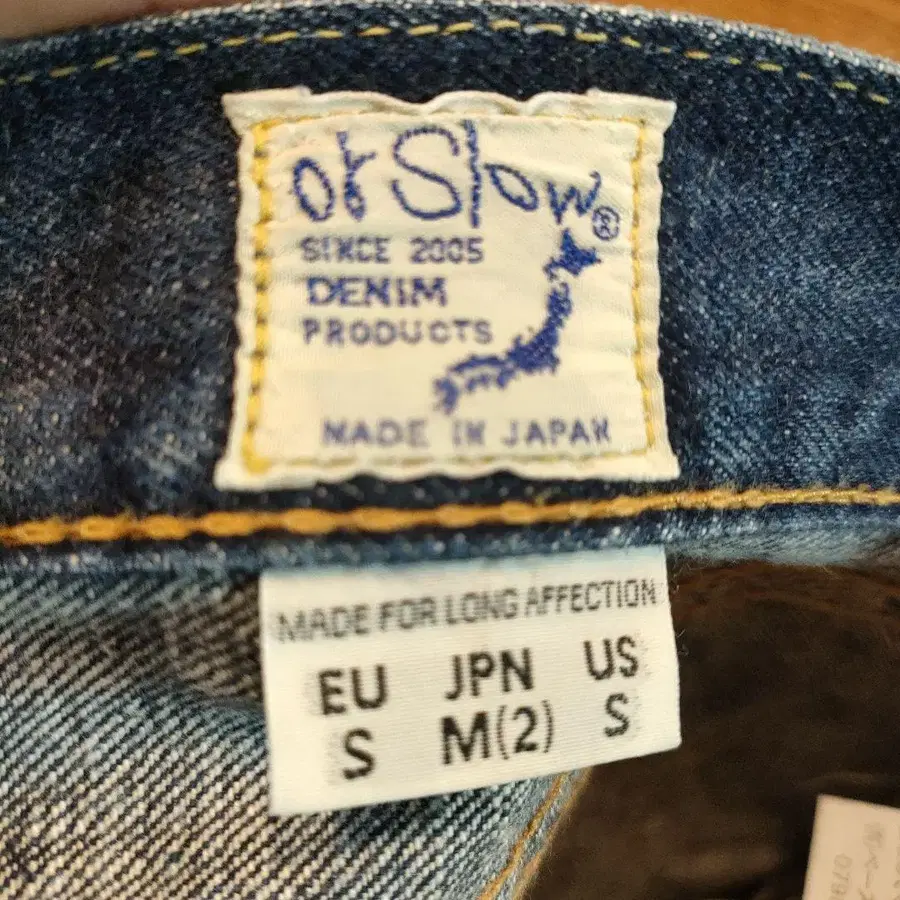 orSlow®
SINCE 2005
DENIM
PRODUCTS
MADE IN JAPAN
MADE FOR LONG AFFECTION
EU JPN US
S M(2) S